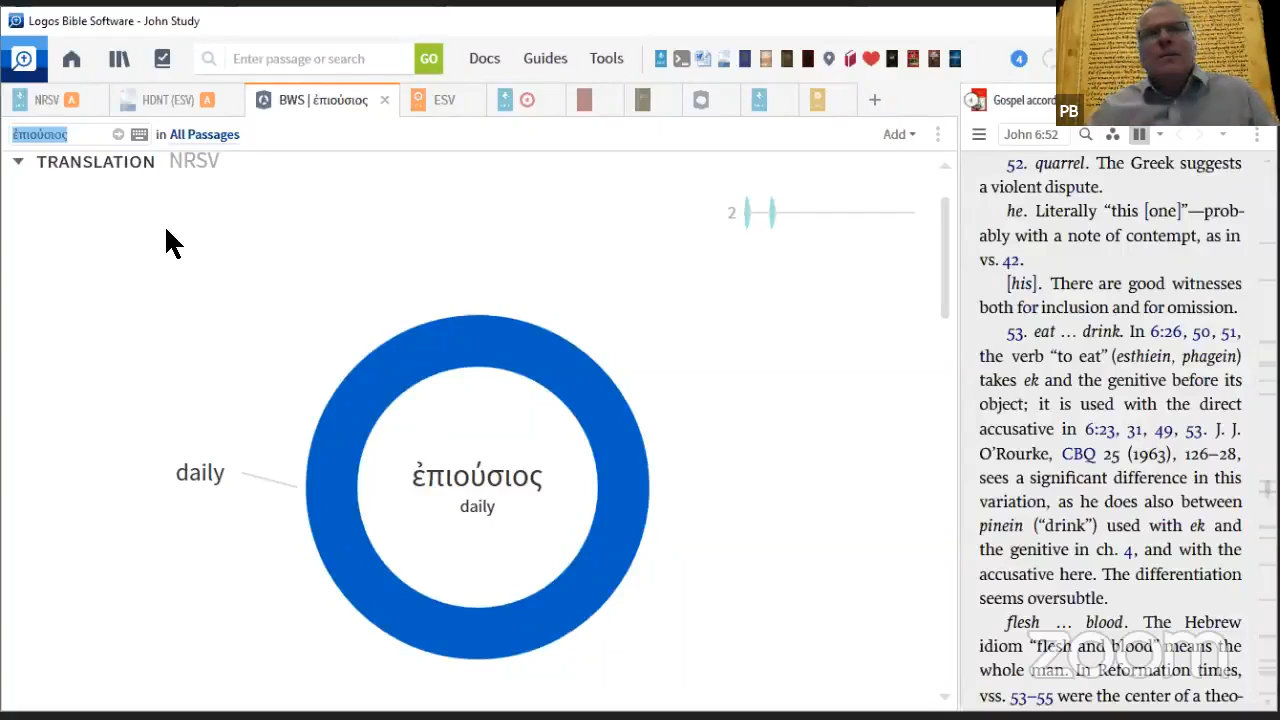 Logos Bible Software - John Study
Enter passage or search
GO
Docs
Guides
Tools
4
NRSV A
HDNT (ESV) A
BWS | ἐπιούσιος
ESV
Gospel accord
PB
ἐπιούσιος in All Passages
Add
John 6:52
TRANSLATION NRSV
2
daily
ἐπιούσιος
daily
52. quarrel. The Greek suggests
a violent dispute.
he. Literally “this [one]”—prob-
ably with a note of contempt, as in
vs. 42.
[his]. There are good witnesses
both for inclusion and for omission.
53. eat … drink. In 6:26, 50, 51,
the verb “to eat” (esthiein, phagein)
takes ek and the genitive before its
object; it is used with the direct
accusative in 6:23, 31, 49, 53. J. J.
O’Rourke, CBQ 25 (1963), 126–28,
sees a significant difference in this
variation, as he does also between
pinein (“drink”) used with ek and
the genitive in ch. 4, and with the
accusative here. The differentiation
seems oversubtle.
flesh … blood. The Hebrew
idiom “flesh and blood” means the
whole man. In Reformation times,
vss. 53–55 were the center of a theo-
zoom